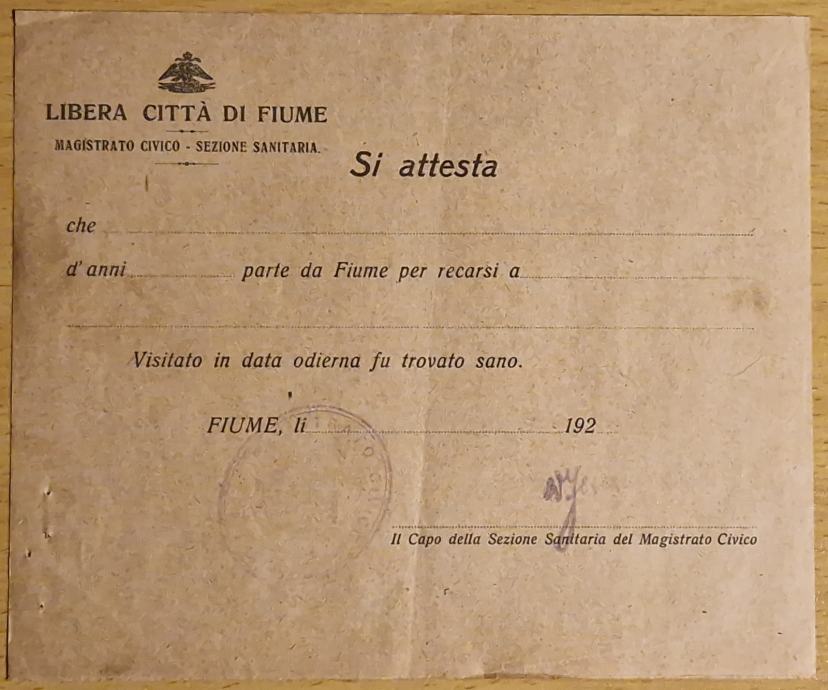 LIBERA CITTÀ DI FIUME
MAGISTRATO CIVICO - SEZIONE SANITARIA.
Si attesta
che
d' anni parte da Fiume per recarsi a
Visitato in data odierna fu trovato sano.
FIUME, li 192
Il Capo della Sezione Sanitaria del Magistrato Civico